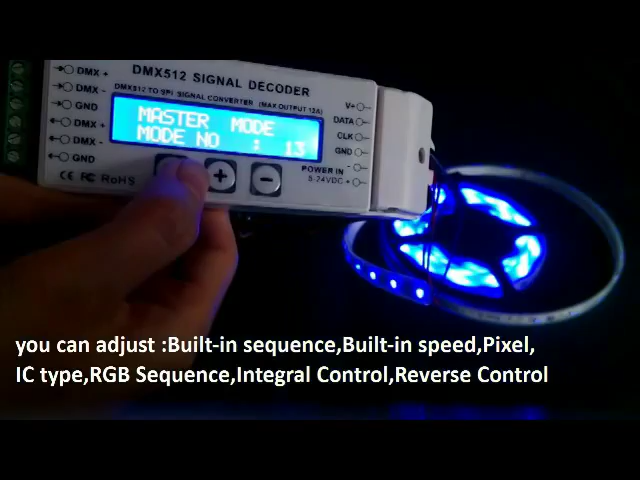 DMX512 SIGNAL DECODER
DMX512 TO SPI SIGNAL CONVERTER (MAX OUTPUT 15A)
DMX +
DMX -
GND
DMX +
DMX -
GND
MASTER MODE
MODE NO : 13
V+
DATA
CLK
GND
-
POWER IN
5-24VDC +
CE FC RoHS
+
-
you can adjust :Built-in sequence,Built-in speed,Pixel,
IC type,RGB Sequence,Integral Control,Reverse Control